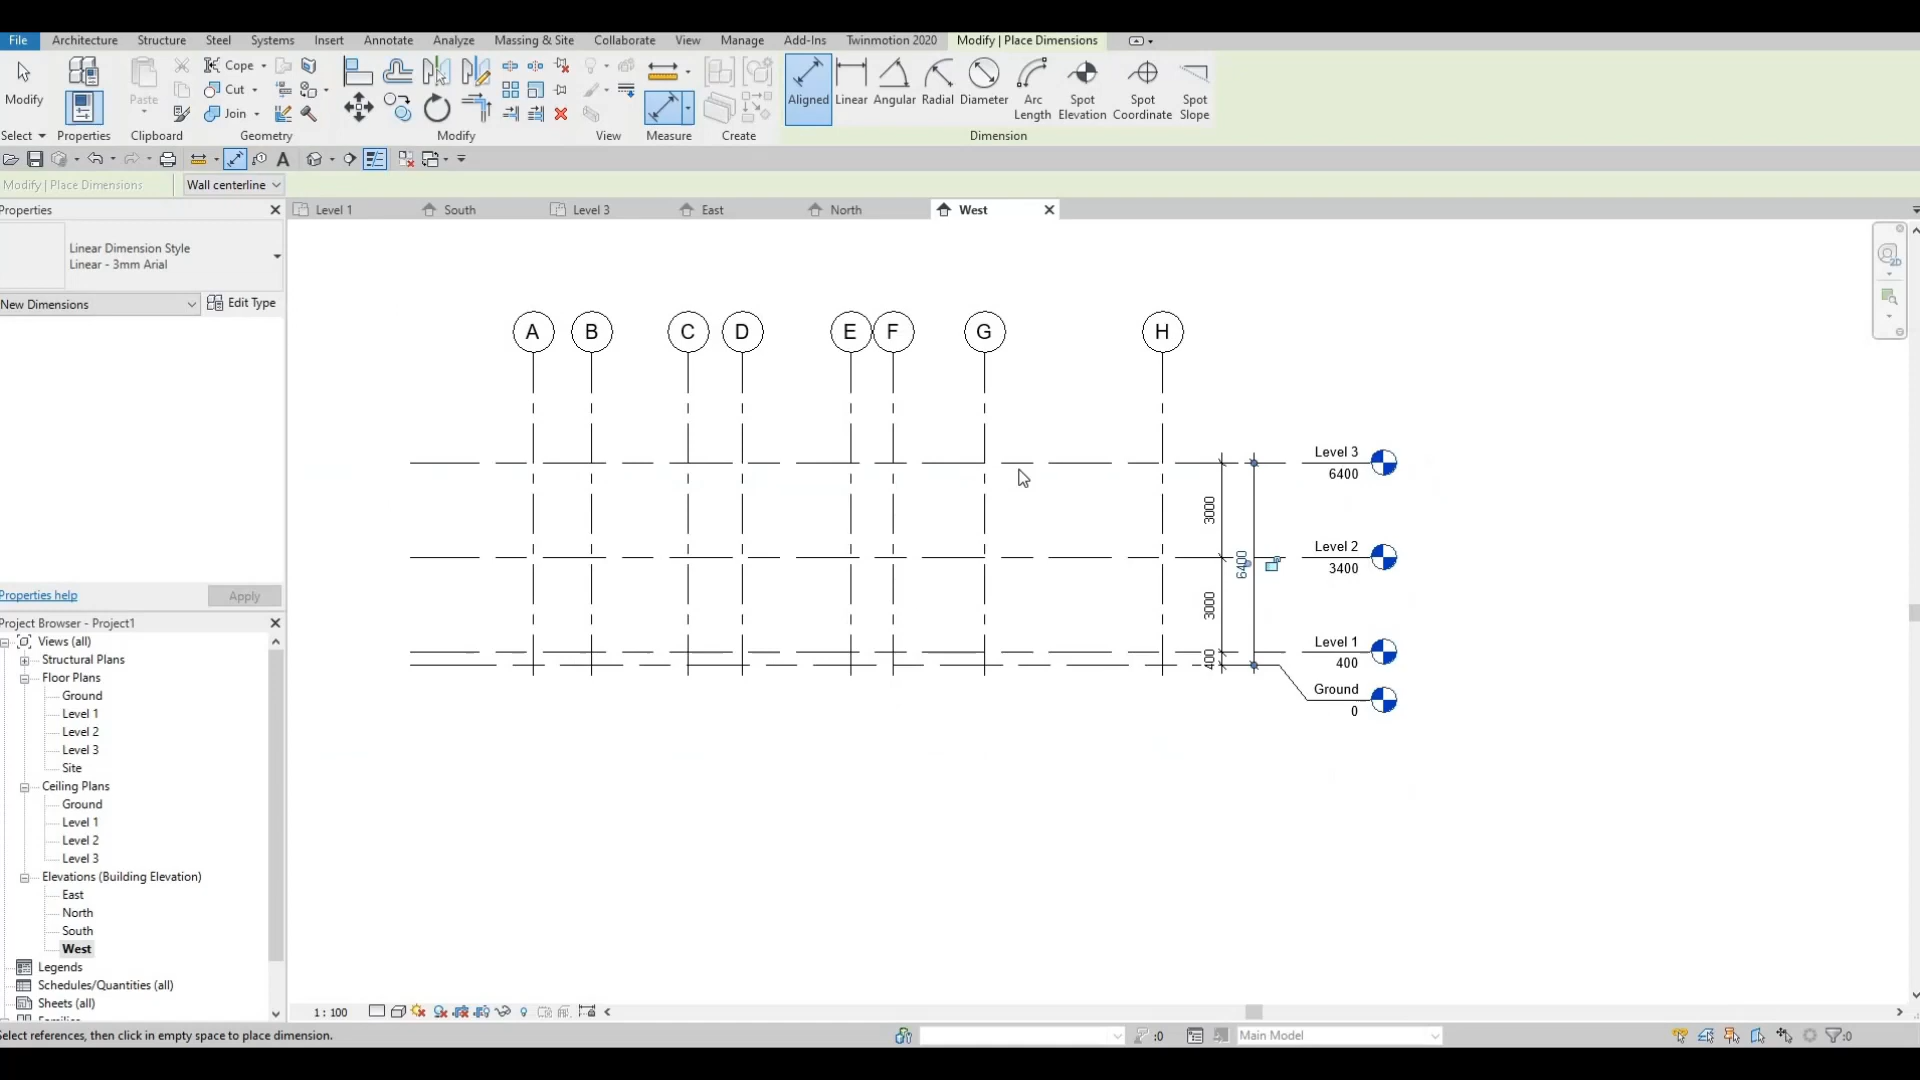 File Architecture Structure Steel Systems Insert Annotate Analyze Massing & Site Collaborate View Manage Add-Ins Twinmotion 2020 Modify | Place Dimensions
Cope
Cut
Join
Modify
Paste
Aligned Linear Angular Radial Diameter Arc Length Spot Elevation Spot Coordinate Spot Slope
Select Properties Clipboard Geometry Modify View Measure Create Dimension
A
Modify | Place Dimensions Wall centerline
Properties
Level 1 South Level 3 East North West
Linear Dimension Style
Linear - 3mm Arial
New Dimensions Edit Type
2D
A B C D E F G H
Level 3
6400
3000
Level 2
3400
6400
3000
Level 1
400
400
Ground
0
Properties help Apply
Project Browser - Project1
Views (all)
Structural Plans
Floor Plans
Ground
Level 1
Level 2
Level 3
Site
Ceiling Plans
Ground
Level 1
Level 2
Level 3
Elevations (Building Elevation)
East
North
South
West
Legends
Schedules/Quantities (all)
Sheets (all)
1 : 100
Select references, then click in empty space to place dimension.
:0
Main Model
:0